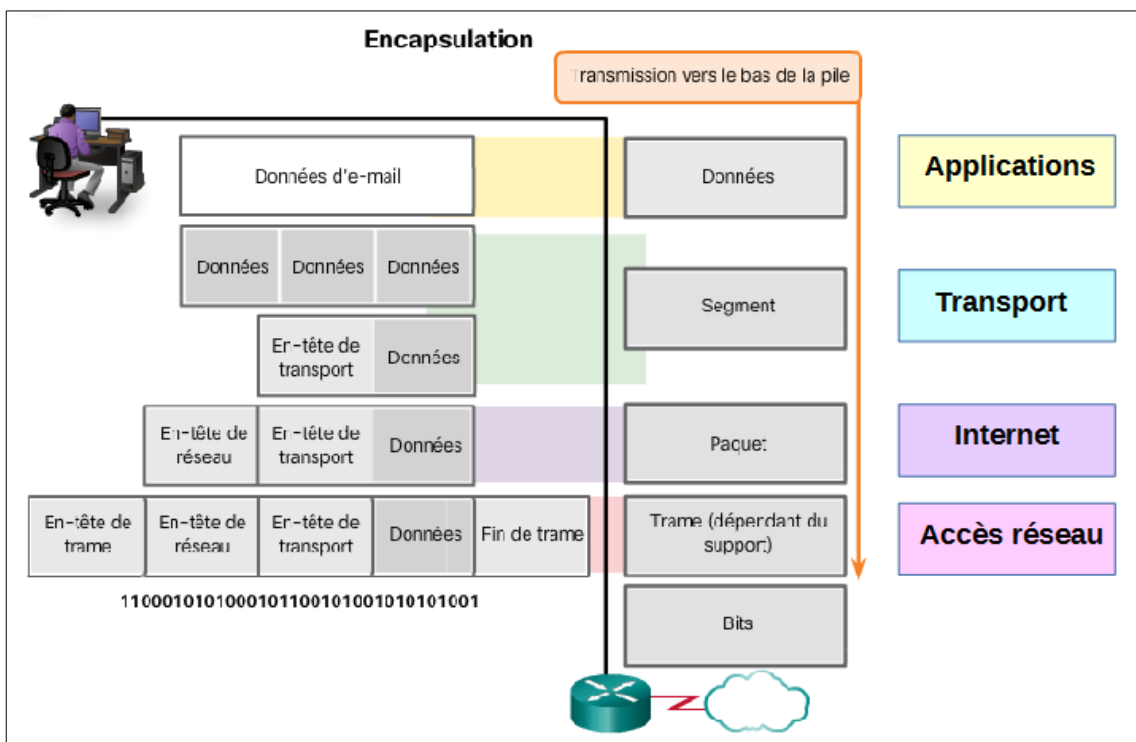 Encapsulation
Transmission vers le bas de la pile
Données d'e-mail
Données
Applications
Données Données Données
Segment
Transport
En-tête de
transport
Données
En-tête de
réseau
En-tête de
transport
Données
Paquet
Internet
En-tête de
trame
En-tête de
réseau
En-tête de
transport
Données
Fin de trame
Trame (dépendant du
support)
Accès réseau
1100010101000101100101001010101001
Bits